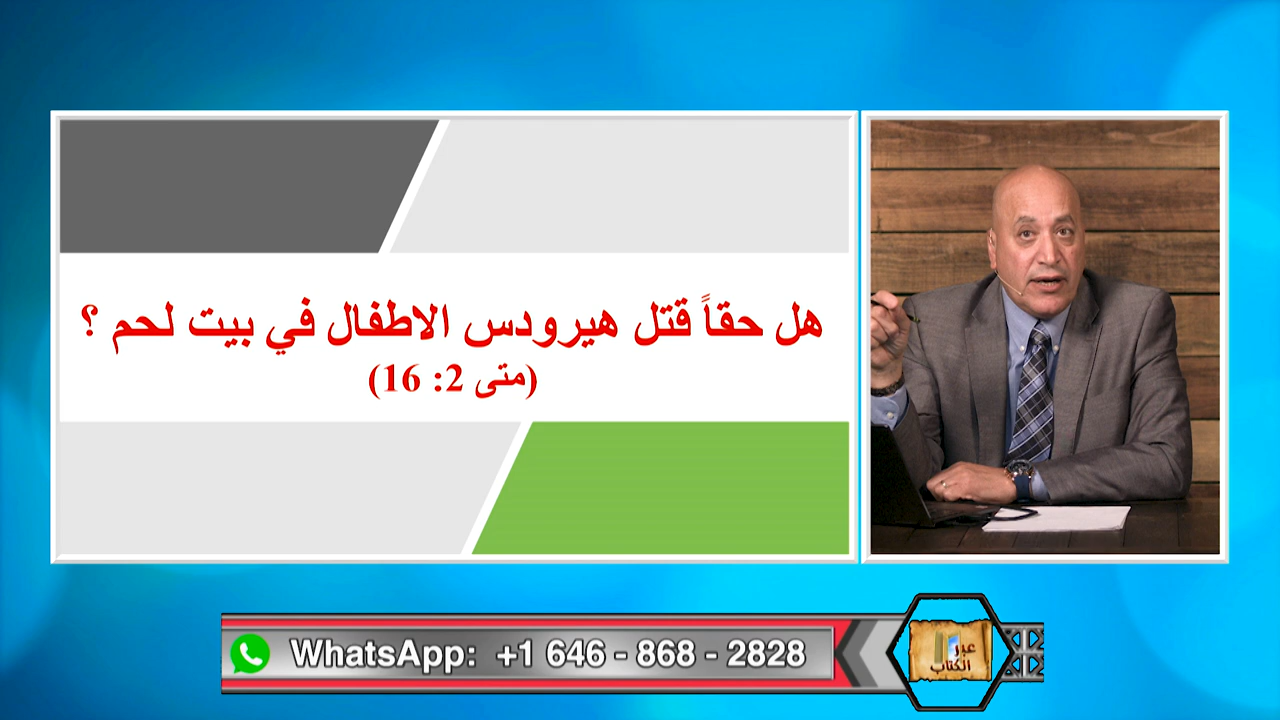 هل حقاً قتل هيرودس الاطفال في بيت لحم ؟
(متى 2: 16)
WhatsApp: +1 646 - 868 - 2828
عبر
الكتاب